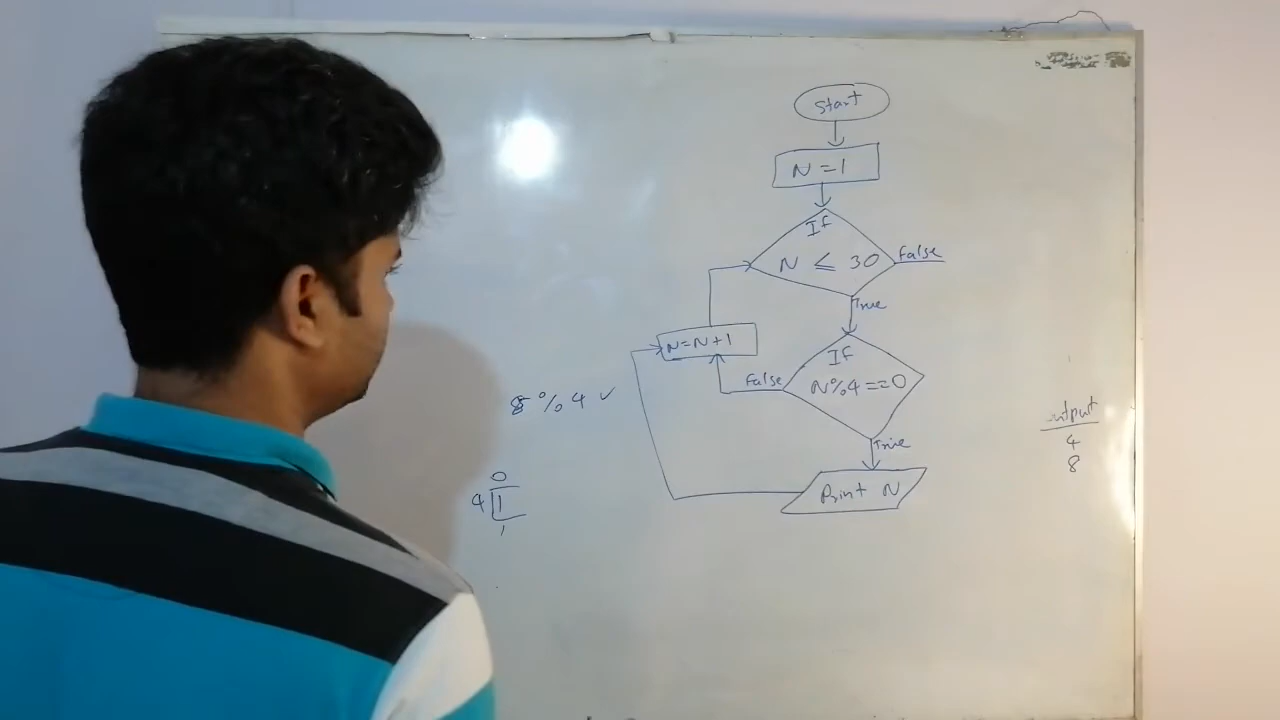 Start
N = 1
If
N ≤ 30
False
True
N=N+1
If
N%4==0
False
True
Print N
8 % 4 ✓
0
4 1
1
output
4
8